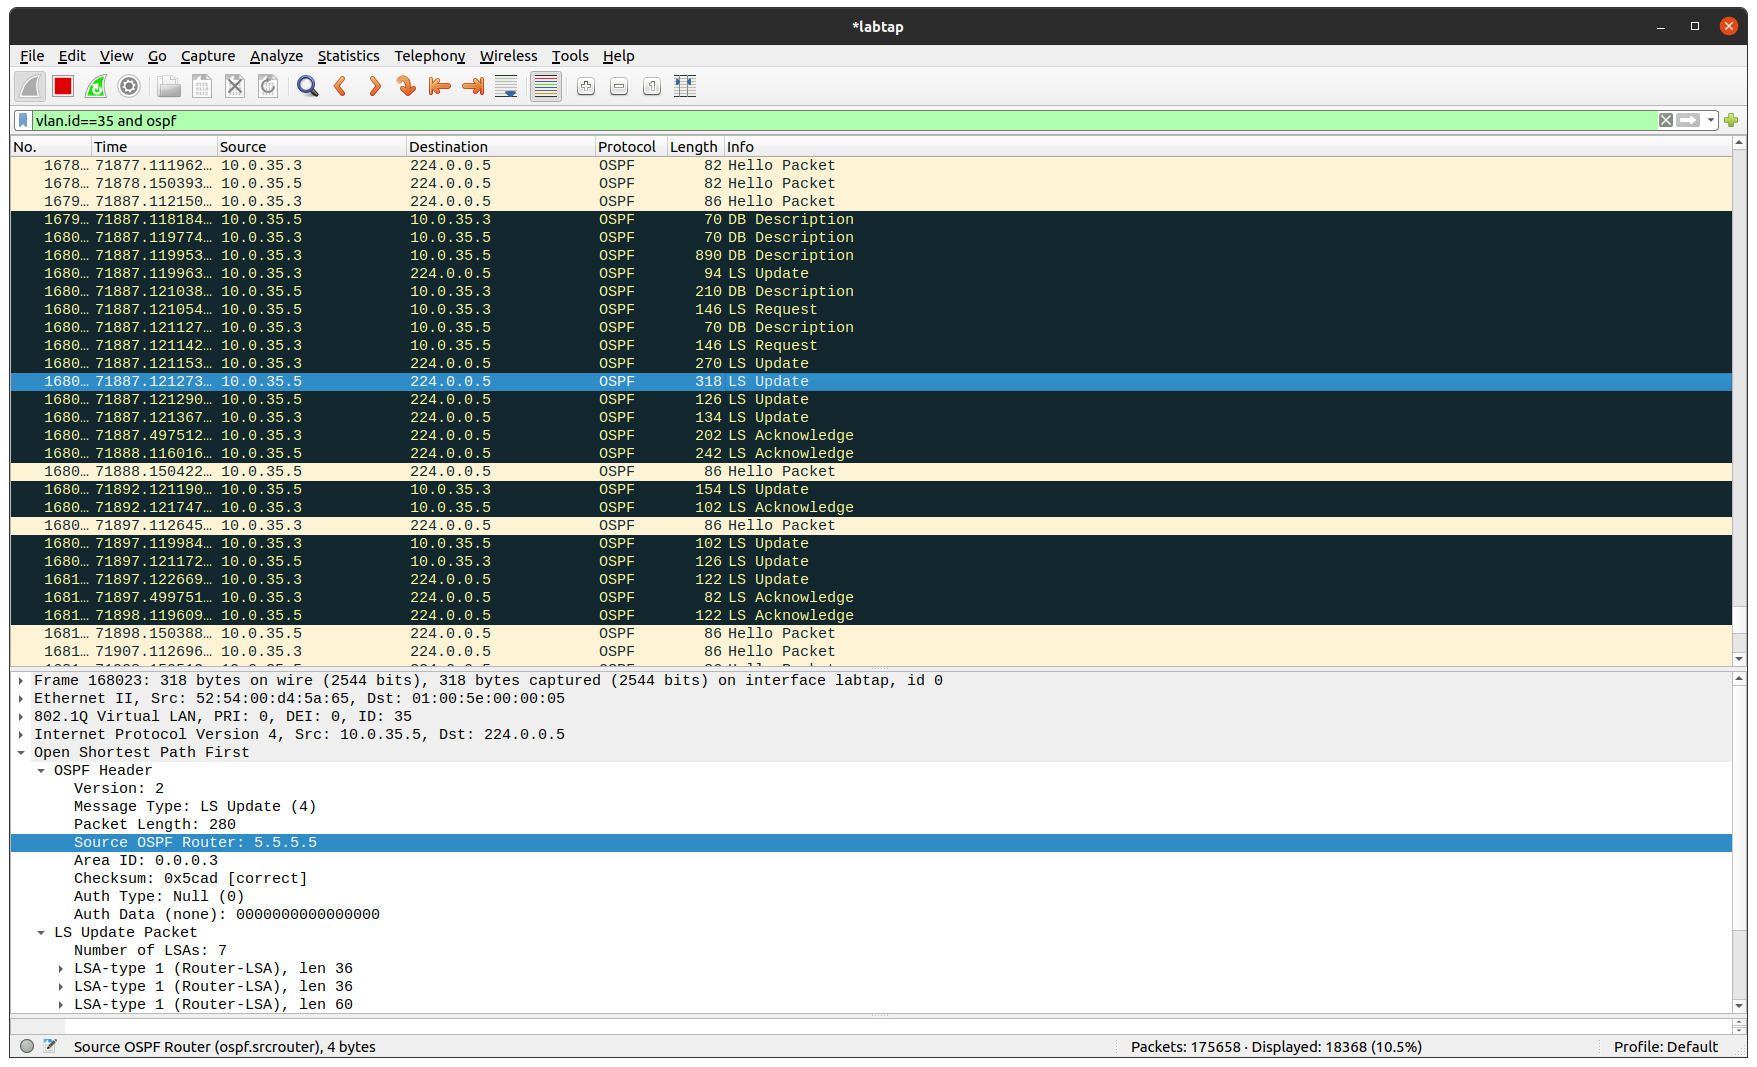 *labtap
File Edit View Go Capture Analyze Statistics Telephony Wireless Tools Help
vlan.id==35 and ospf
No. Time Source Destination Protocol Length Info
1678… 71877.111962… 10.0.35.3 224.0.0.5 OSPF 82 Hello Packet
1678… 71878.150393… 10.0.35.5 224.0.0.5 OSPF 82 Hello Packet
1679… 71887.112150… 10.0.35.3 224.0.0.5 OSPF 86 Hello Packet
1679… 71887.118184… 10.0.35.5 10.0.35.3 OSPF 70 DB Description
1680… 71887.119774… 10.0.35.3 10.0.35.5 OSPF 70 DB Description
1680… 71887.119953… 10.0.35.3 10.0.35.5 OSPF 890 DB Description
1680… 71887.119963… 10.0.35.3 224.0.0.5 OSPF 94 LS Update
1680… 71887.121038… 10.0.35.5 10.0.35.3 OSPF 210 DB Description
1680… 71887.121054… 10.0.35.5 10.0.35.3 OSPF 146 LS Request
1680… 71887.121127… 10.0.35.3 10.0.35.5 OSPF 70 DB Description
1680… 71887.121142… 10.0.35.3 10.0.35.5 OSPF 146 LS Request
1680… 71887.121153… 10.0.35.3 224.0.0.5 OSPF 270 LS Update
1680… 71887.121273… 10.0.35.5 224.0.0.5 OSPF 318 LS Update
1680… 71887.121290… 10.0.35.5 224.0.0.5 OSPF 126 LS Update
1680… 71887.121367… 10.0.35.3 224.0.0.5 OSPF 134 LS Update
1680… 71887.497512… 10.0.35.3 224.0.0.5 OSPF 202 LS Acknowledge
1680… 71888.116016… 10.0.35.5 224.0.0.5 OSPF 242 LS Acknowledge
1680… 71888.150422… 10.0.35.5 224.0.0.5 OSPF 86 Hello Packet
1680… 71892.121190… 10.0.35.5 10.0.35.3 OSPF 154 LS Update
1680… 71892.121747… 10.0.35.3 10.0.35.5 OSPF 102 LS Acknowledge
1680… 71897.112645… 10.0.35.3 224.0.0.5 OSPF 86 Hello Packet
1680… 71897.119984… 10.0.35.3 10.0.35.5 OSPF 102 LS Update
1680… 71897.121172… 10.0.35.5 10.0.35.3 OSPF 126 LS Update
1681… 71897.122669… 10.0.35.3 224.0.0.5 OSPF 122 LS Update
1681… 71897.499751… 10.0.35.3 224.0.0.5 OSPF 82 LS Acknowledge
1681… 71898.119609… 10.0.35.5 224.0.0.5 OSPF 122 LS Acknowledge
1681… 71898.150388… 10.0.35.5 224.0.0.5 OSPF 86 Hello Packet
1681… 71907.112696… 10.0.35.3 224.0.0.5 OSPF 86 Hello Packet
Frame 168023: 318 bytes on wire (2544 bits), 318 bytes captured (2544 bits) on interface labtap, id 0
Ethernet II, Src: 52:54:00:d4:5a:65, Dst: 01:00:5e:00:00:05
802.1Q Virtual LAN, PRI: 0, DEI: 0, ID: 35
Internet Protocol Version 4, Src: 10.0.35.5, Dst: 224.0.0.5
Open Shortest Path First
OSPF Header
Version: 2
Message Type: LS Update (4)
Packet Length: 280
Source OSPF Router: 5.5.5.5
Area ID: 0.0.0.3
Checksum: 0x5cad [correct]
Auth Type: Null (0)
Auth Data (none): 0000000000000000
LS Update Packet
Number of LSAs: 7
LSA-type 1 (Router-LSA), len 36
LSA-type 1 (Router-LSA), len 36
LSA-type 1 (Router-LSA), len 60
Source OSPF Router (ospf.srcrouter), 4 bytes Packets: 175658 · Displayed: 18368 (10.5%) Profile: Default